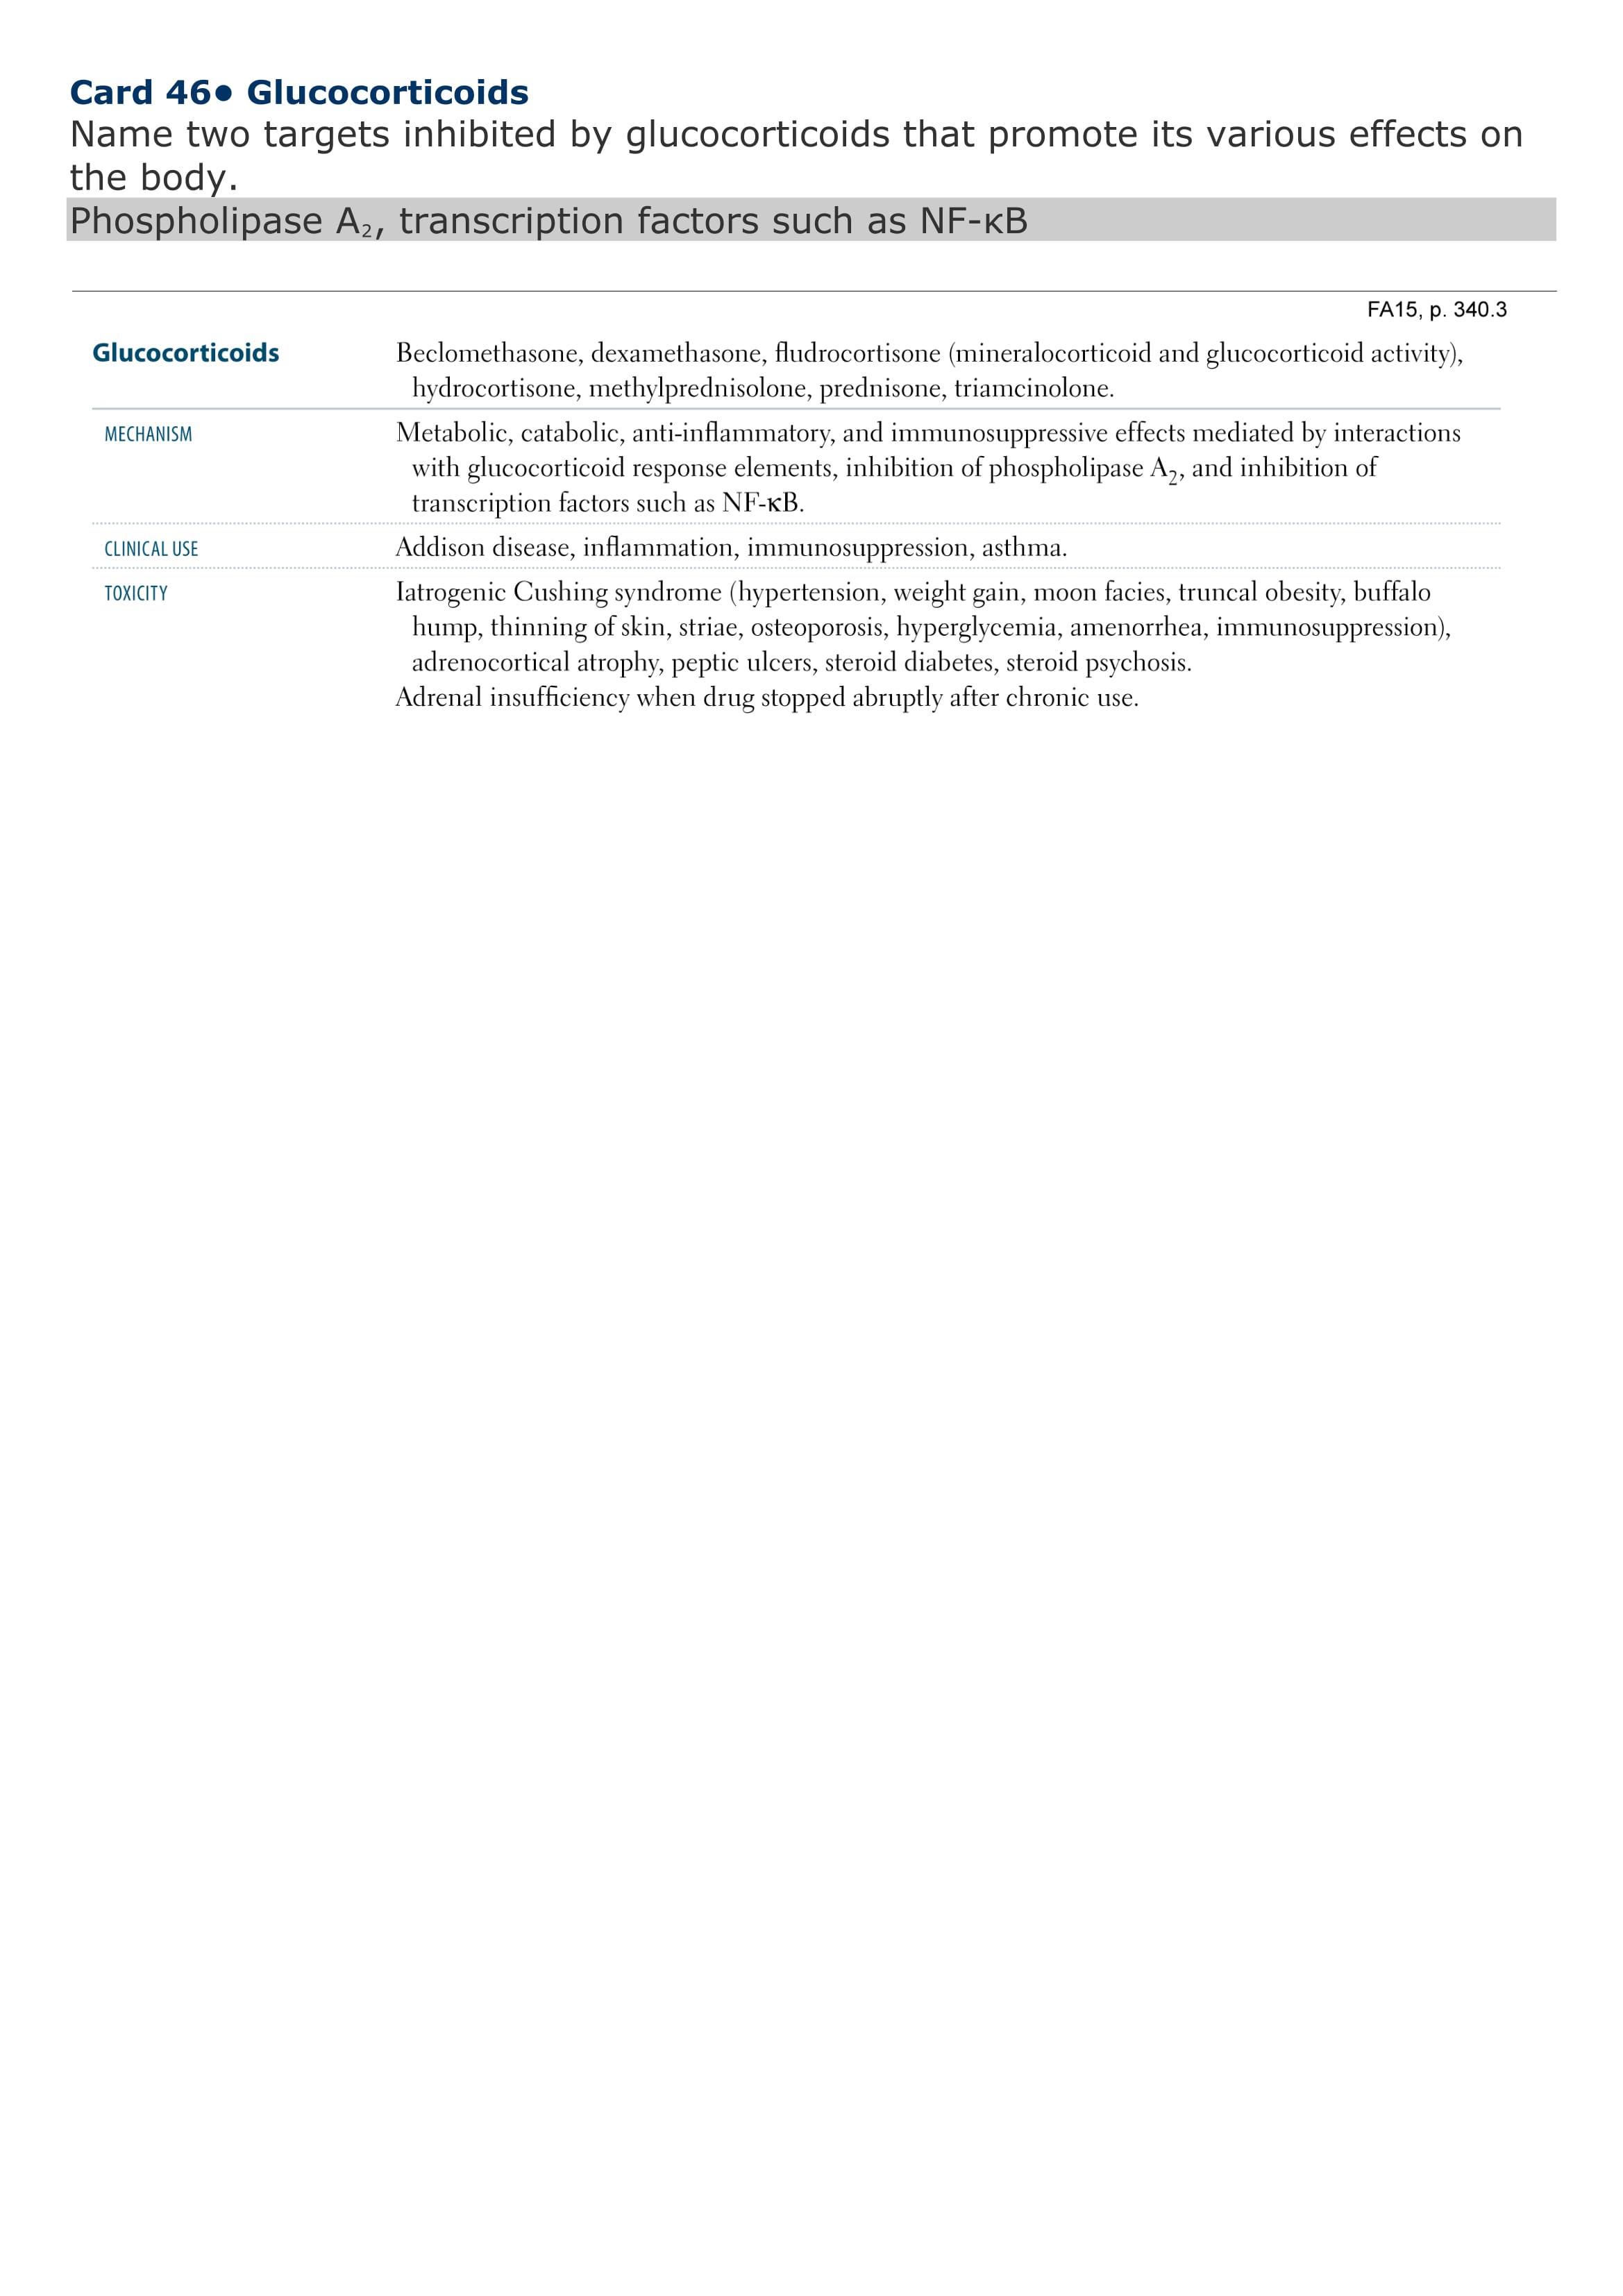 Card 46● Glucocorticoids
Name two targets inhibited by glucocorticoids that promote its various effects on
the body.
Phospholipase A₂, transcription factors such as NF-κB
FA15, p. 340.3
Glucocorticoids Beclomethasone, dexamethasone, fludrocortisone (mineralocorticoid and glucocorticoid activity),
hydrocortisone, methylprednisolone, prednisone, triamcinolone.
MECHANISM Metabolic, catabolic, anti-inflammatory, and immunosuppressive effects mediated by interactions
with glucocorticoid response elements, inhibition of phospholipase A₂, and inhibition of
transcription factors such as NF-κB.
CLINICAL USE Addison disease, inflammation, immunosuppression, asthma.
TOXICITY Iatrogenic Cushing syndrome (hypertension, weight gain, moon facies, truncal obesity, buffalo
hump, thinning of skin, striae, osteoporosis, hyperglycemia, amenorrhea, immunosuppression),
adrenocortical atrophy, peptic ulcers, steroid diabetes, steroid psychosis.
Adrenal insufficiency when drug stopped abruptly after chronic use.